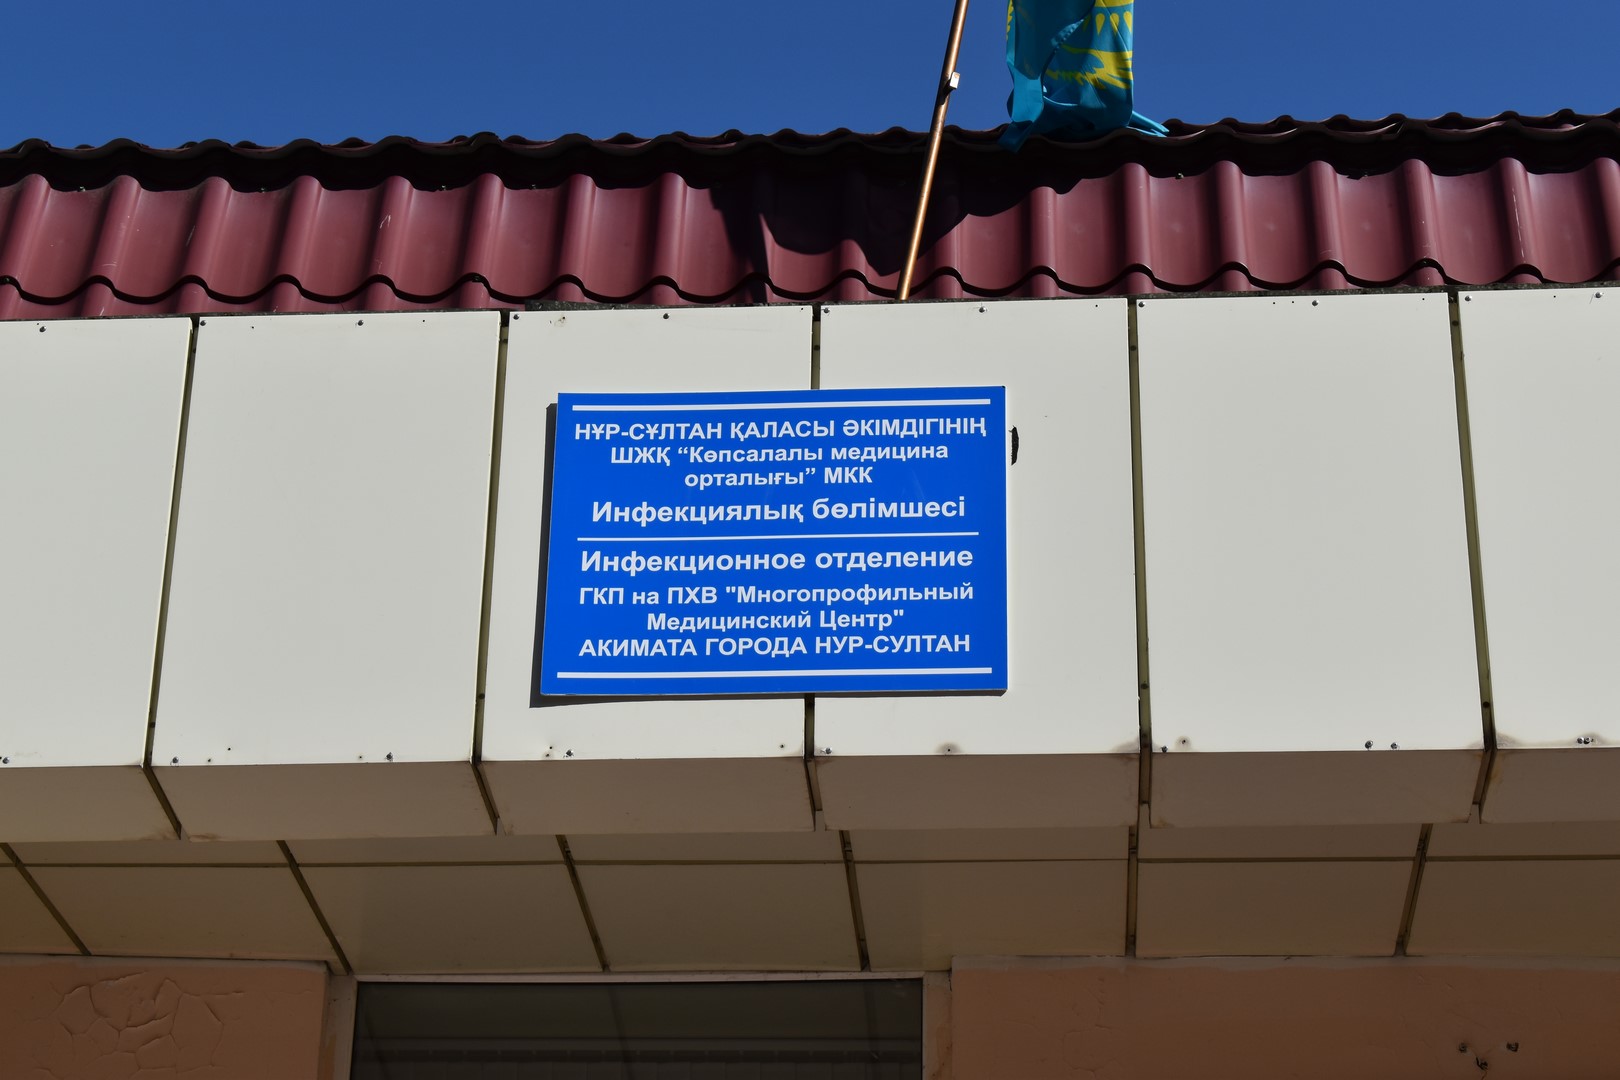 НҰР-СҰЛТАН ҚАЛАСЫ ӘКІМДІГІНІҢ
ШЖҚ “Көпсалалы медицина
орталығы” МКК
Инфекциялық бөлімшесі
Инфекционное отделение
ГКП на ПХВ "Многопрофильный
Медицинский Центр"
АКИМАТА ГОРОДА НУР-СУЛТАН